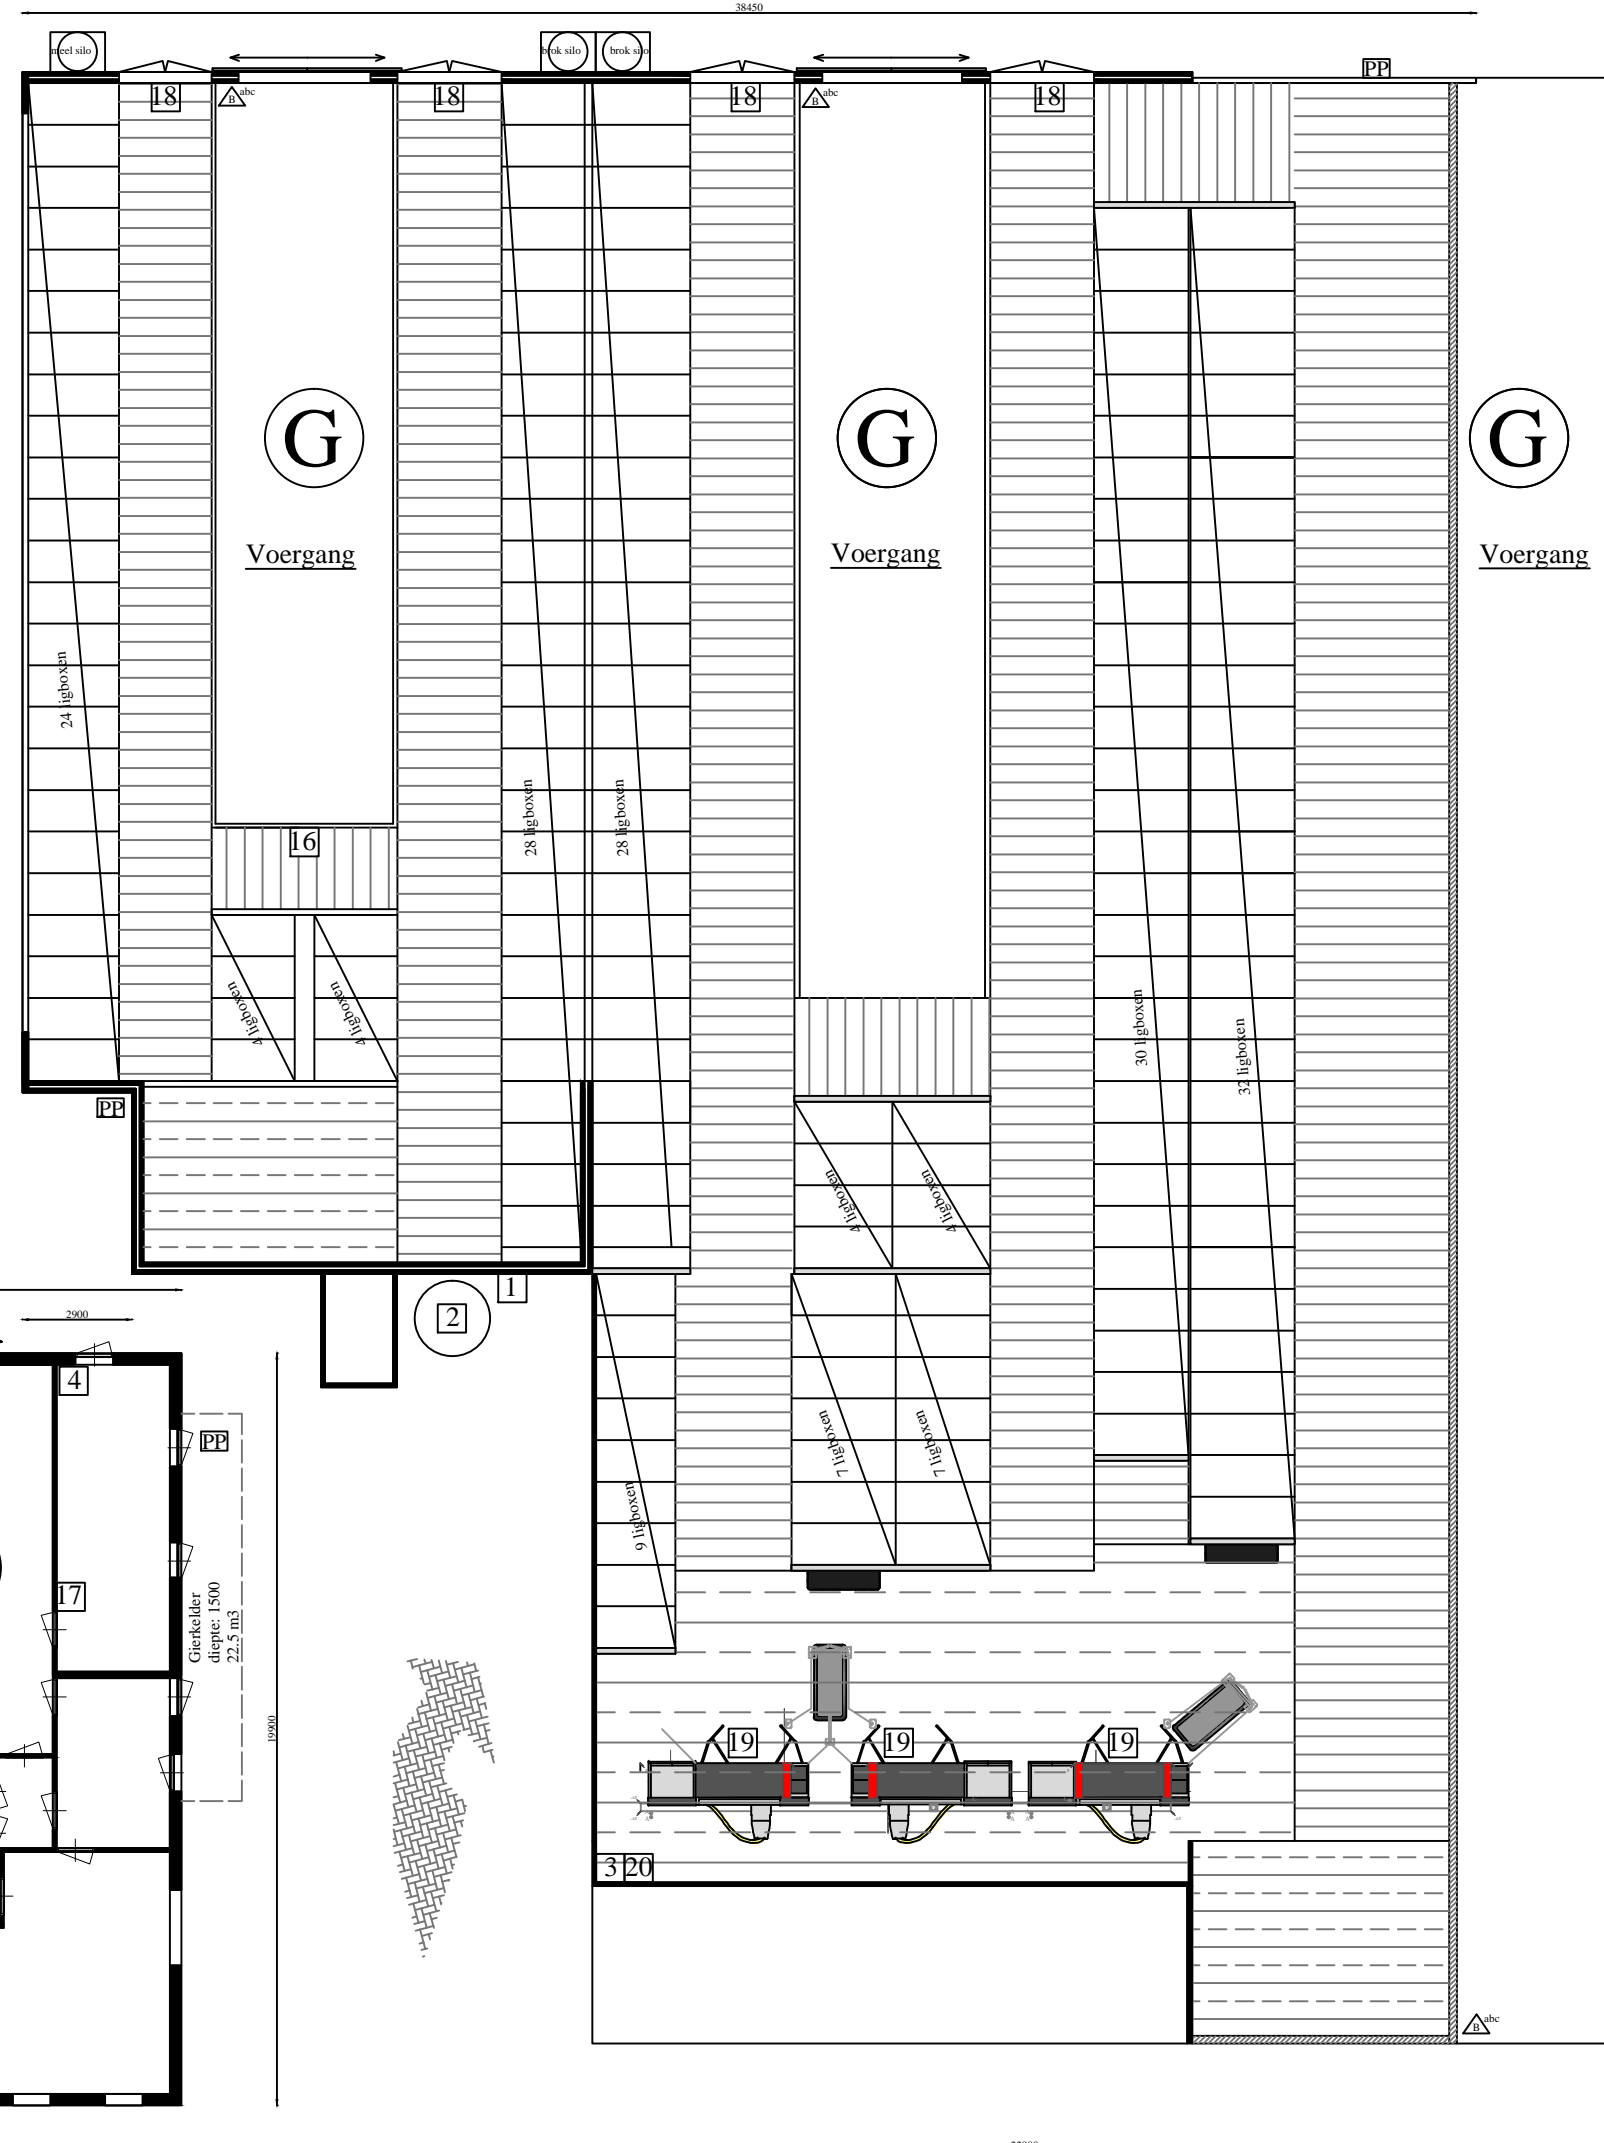 38450
meel silo
brok silo
brok silo
PP
18
B abc
18
18
B abc
18
G
G
G
Voergang
Voergang
Voergang
24 ligboxen
28 ligboxen
28 ligboxen
16
4 ligboxen
4 ligboxen
30 ligboxen
32 ligboxen
PP
4 ligboxen
4 ligboxen
1
2
2900
4
PP
7 ligboxen
7 ligboxen
9 ligboxen
17
Gierkelder
diepte: 1500
22.5 m3
19900
19
19
19
3
20
B abc
22900